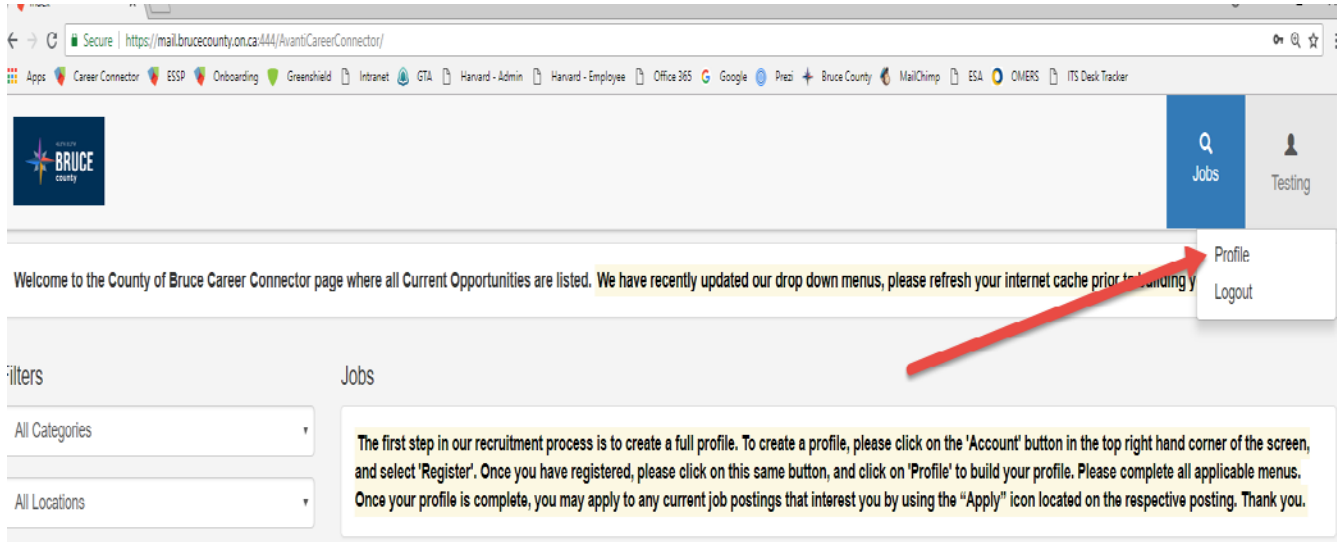 Index
Secure | https://mail.brucecounty.on.ca:444/AvantiCareerConnector/
Apps Career Connector ESSP Onboarding Greenshield Intranet GTA Harvard - Admin Harvard - Employee Office 365 Google Prezi Bruce County MailChimp ESA OMERS ITS Desk Tracker
BRUCE
county
Jobs
Testing
Profile
Logout
Welcome to the County of Bruce Career Connector page where all Current Opportunities are listed. We have recently updated our drop down menus, please refresh your internet cache prior to building y
ilters
Jobs
All Categories
All Locations
The first step in our recruitment process is to create a full profile. To create a profile, please click on the 'Account' button in the top right hand corner of the screen,
and select 'Register'. Once you have registered, please click on this same button, and click on 'Profile' to build your profile. Please complete all applicable menus.
Once your profile is complete, you may apply to any current job postings that interest you by using the “Apply” icon located on the respective posting. Thank you.